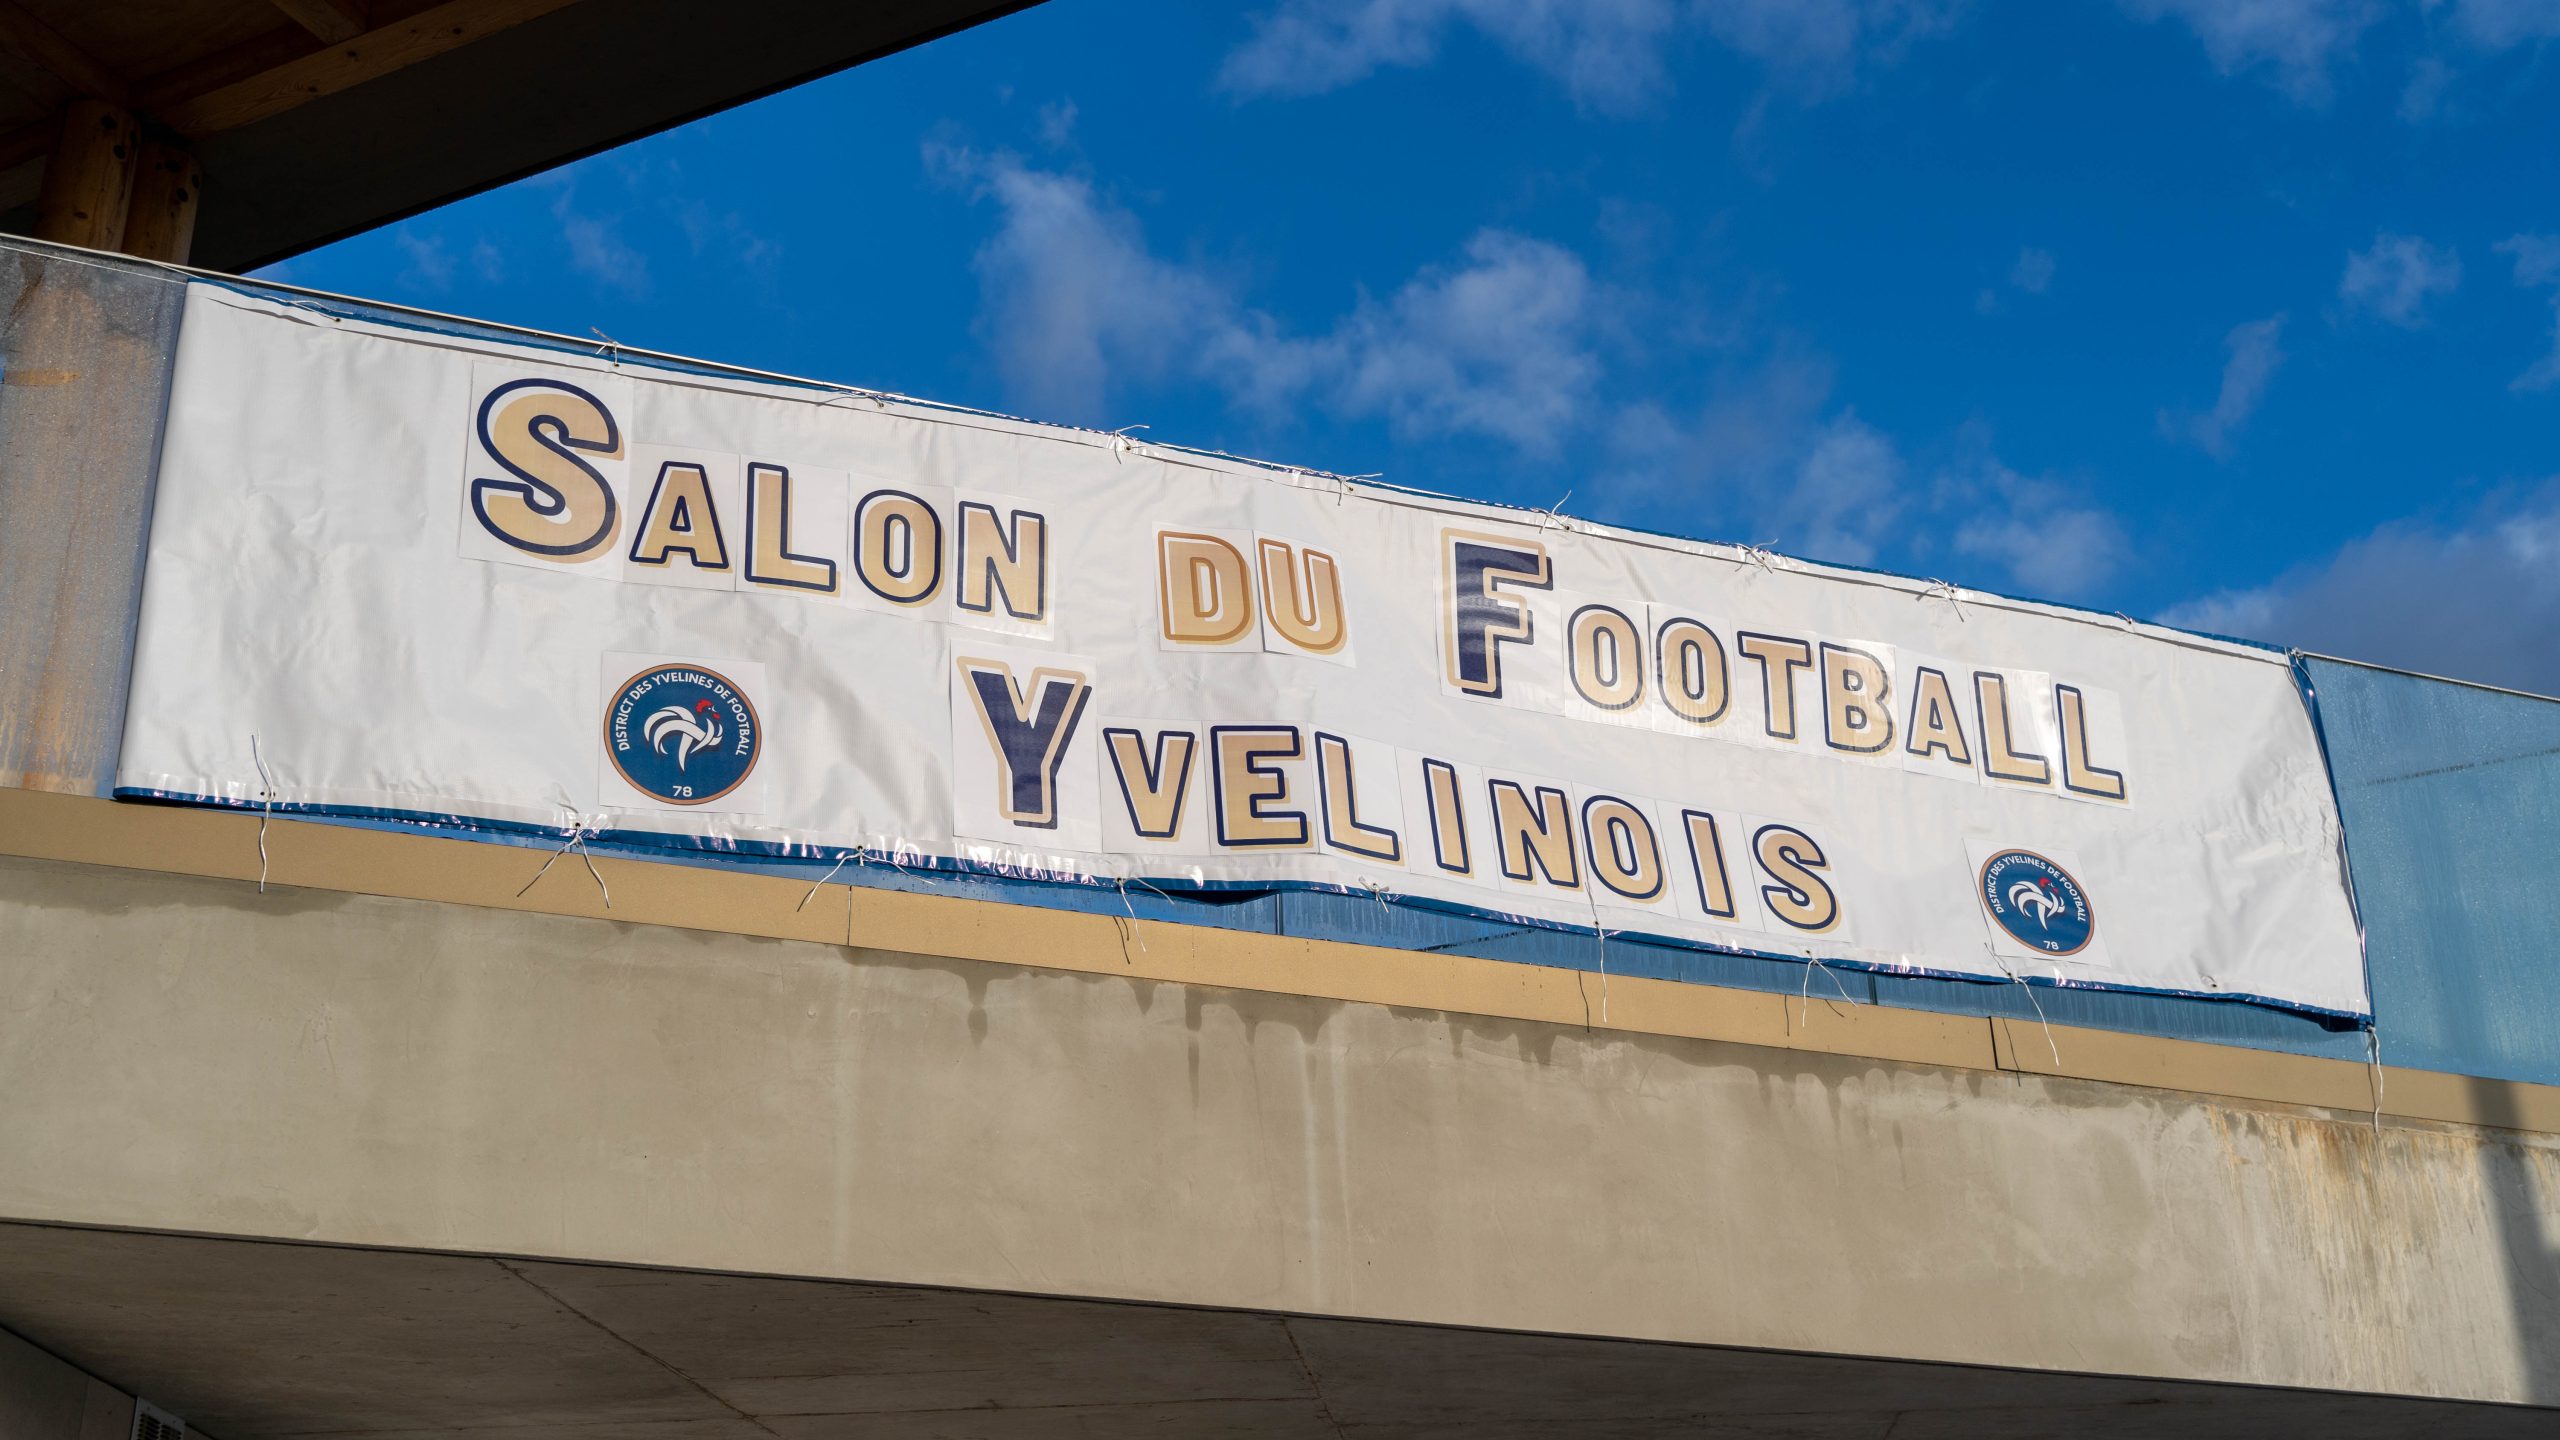 SALON DU FOOTBALL
YVELINOIS
DISTRICT DES YVELINES DE FOOTBALL
78
DISTRICT DES YVELINES DE FOOTBALL
78